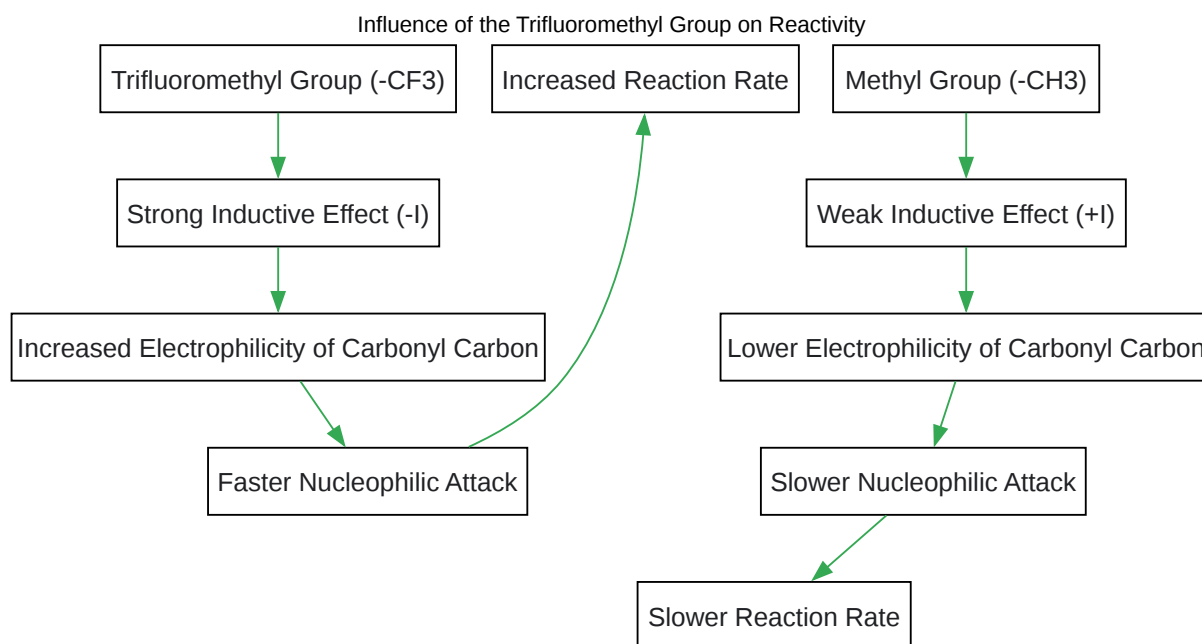 Influence of the Trifluoromethyl Group on Reactivity
Trifluoromethyl Group (-CF3)
Increased Reaction Rate
Methyl Group (-CH3)
Strong Inductive Effect (-I)
Weak Inductive Effect (+I)
Increased Electrophilicity of Carbonyl Carbon
Lower Electrophilicity of Carbonyl Carbon
Faster Nucleophilic Attack
Slower Nucleophilic Attack
Slower Reaction Rate